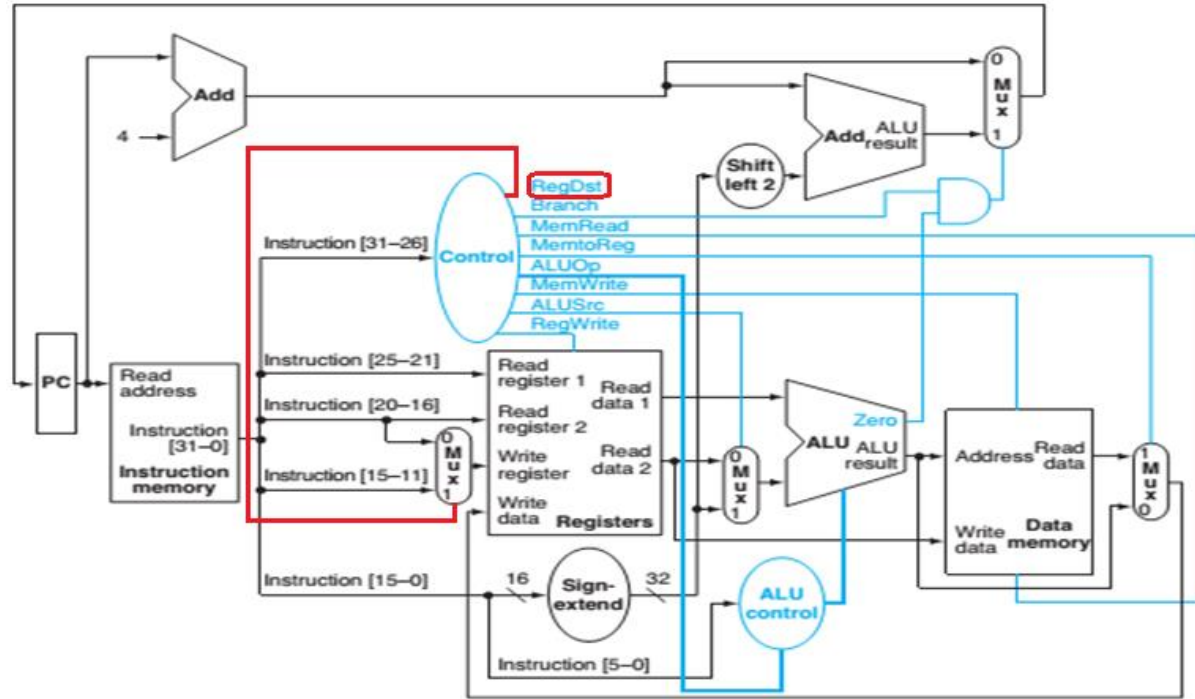 0
M
u
x
1
Add
4
Add ALU
result
Shift
left 2
RegDst
Branch
MemRead
MemtoReg
ALUOp
MemWrite
ALUSrc
RegWrite
Instruction [31–26]
Control
PC
Read
address
Instruction
[31–0]
Instruction
memory
Instruction [25–21]
Instruction [20–16]
Instruction [15–11]
0
M
u
x
1
Read
register 1
Read
register 2
Write
register
Write
data
Read
data 1
Read
data 2
Registers
0
M
u
x
1
Zero
ALU
ALU
result
Address
Read
data
Write
data
Data
memory
1
M
u
x
0
Instruction [15–0]
16
Sign-
extend
32
ALU
control
Instruction [5–0]